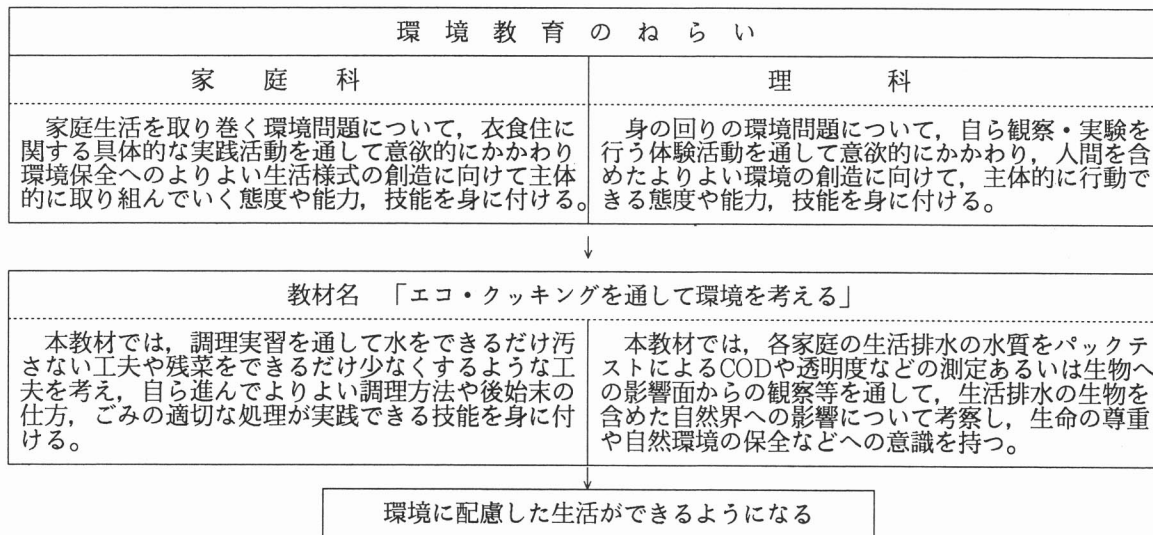 環境教育のねらい
家庭科
家庭生活を取り巻く環境問題について，衣食住に
関する具体的な実践活動を通して意欲的にかかわり
環境保全へのよりよい生活様式の創造に向けて主体
的に取り組んでいく態度や能力，技能を身に付ける。
理科
身の回りの環境問題について，自ら観察・実験を
行う体験活動を通して意欲的にかかわり，人間を含
めたよりよい環境の創造に向けて，主体的に行動で
きる態度や能力，技能を身に付ける。
↓
教材名　「エコ・クッキングを通して環境を考える」
本教材では，調理実習を通して水をできるだけ汚
さない工夫や残菜をできるだけ少なくするような工
夫を考え，自ら進んでよりよい調理方法や後始末の
仕方，ごみの適切な処理が実践できる技能を身に付
ける。
本教材では，各家庭の生活排水の水質をパックテ
ストによるCODや透明度などの測定あるいは生物へ
の影響面からの観察等を通して，生活排水の生物を
含めた自然界への影響について考察し，生命の尊重
や自然環境の保全などへの意識を持つ。
↓
環境に配慮した生活ができるようになる